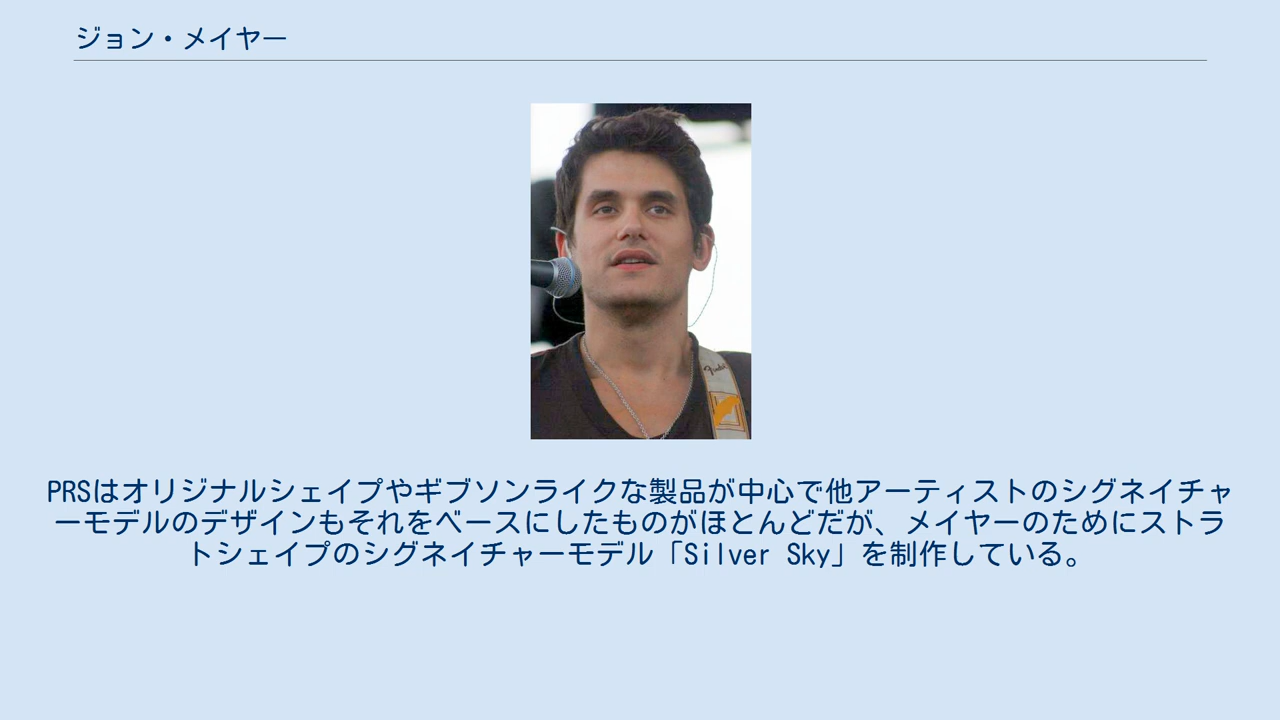 ジョン・メイヤー
PRSはオリジナルシェイプやギブソンライクな製品が中心で他アーティストのシグネイチャ
ーモデルのデザインもそれをベースにしたものがほとんどだが、メイヤーのためにストラ
トシェイプのシグネイチャーモデル「Silver Sky」を制作している。
Fender